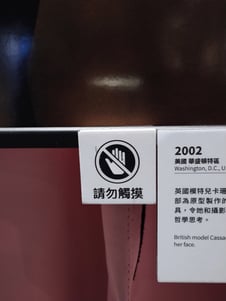 請勿觸摸
2002
美國 華盛頓特區
Washington, D.C., U
英國模特兒卡珊
部為原型製作的
具,令她和攝影
哲學思考。
British model Cassa
her face.